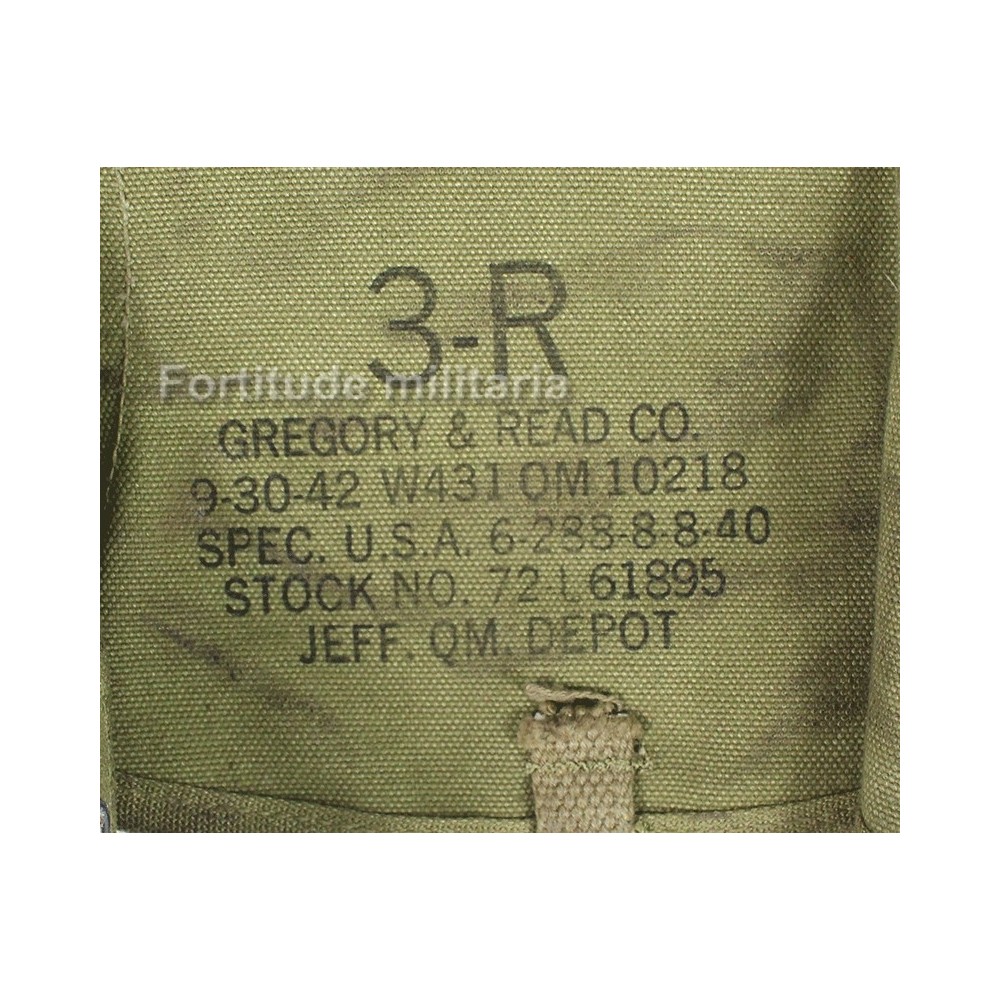 3-R
Fortitude militaria
GREGORY & READ CO.
9-30-42 W431 QM 10218
SPEC. U.S.A. 6-288-8-8-40
STOCK NO. 72-L 61895
JEFF. QM. DEPOT